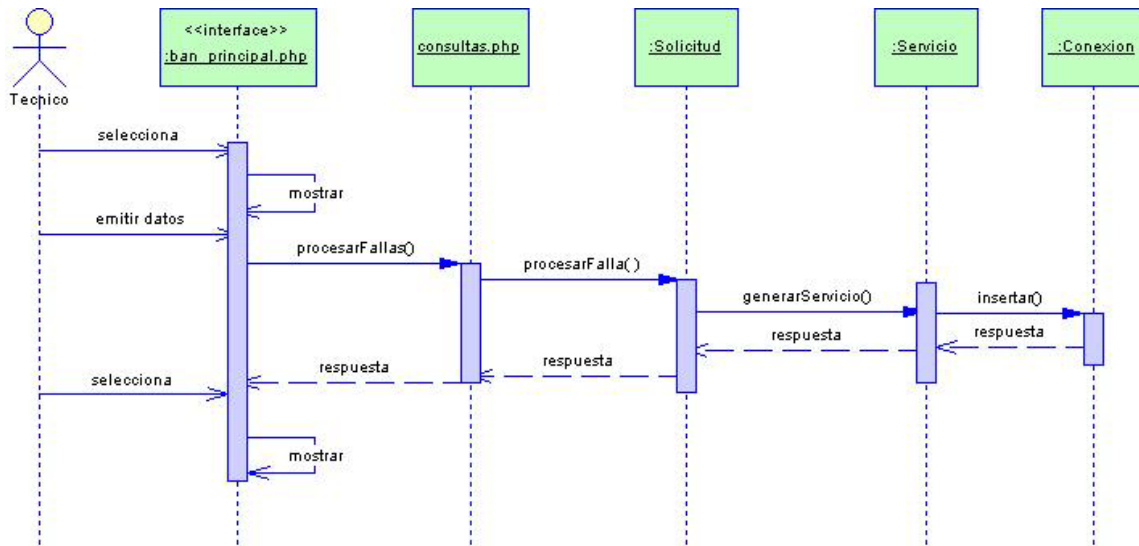 <<interface>>
:ban_principal.php
consultas.php
:Solicitud
:Servicio
_:Conexion
Tecnico
selecciona
mostrar
emitir datos
procesarFallas()
procesarFalla( )
generarServicio()
insertar()
respuesta
respuesta
respuesta
respuesta
selecciona
mostrar